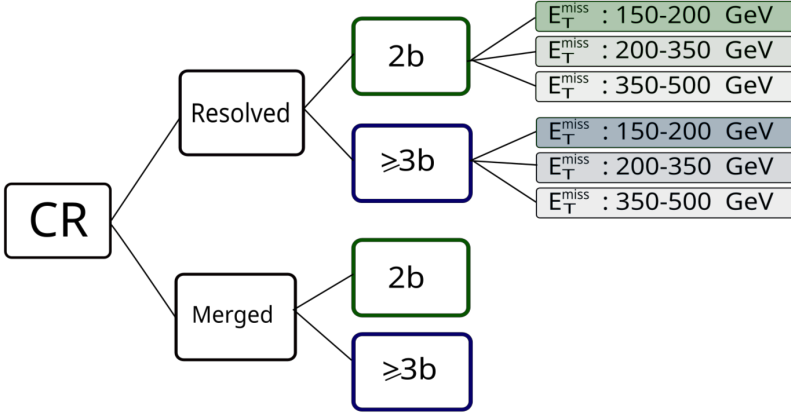 CR
Resolved
2b
E_T^miss : 150-200 GeV
E_T^miss : 200-350 GeV
E_T^miss : 350-500 GeV
⩾3b
E_T^miss : 150-200 GeV
E_T^miss : 200-350 GeV
E_T^miss : 350-500 GeV
Merged
2b
⩾3b